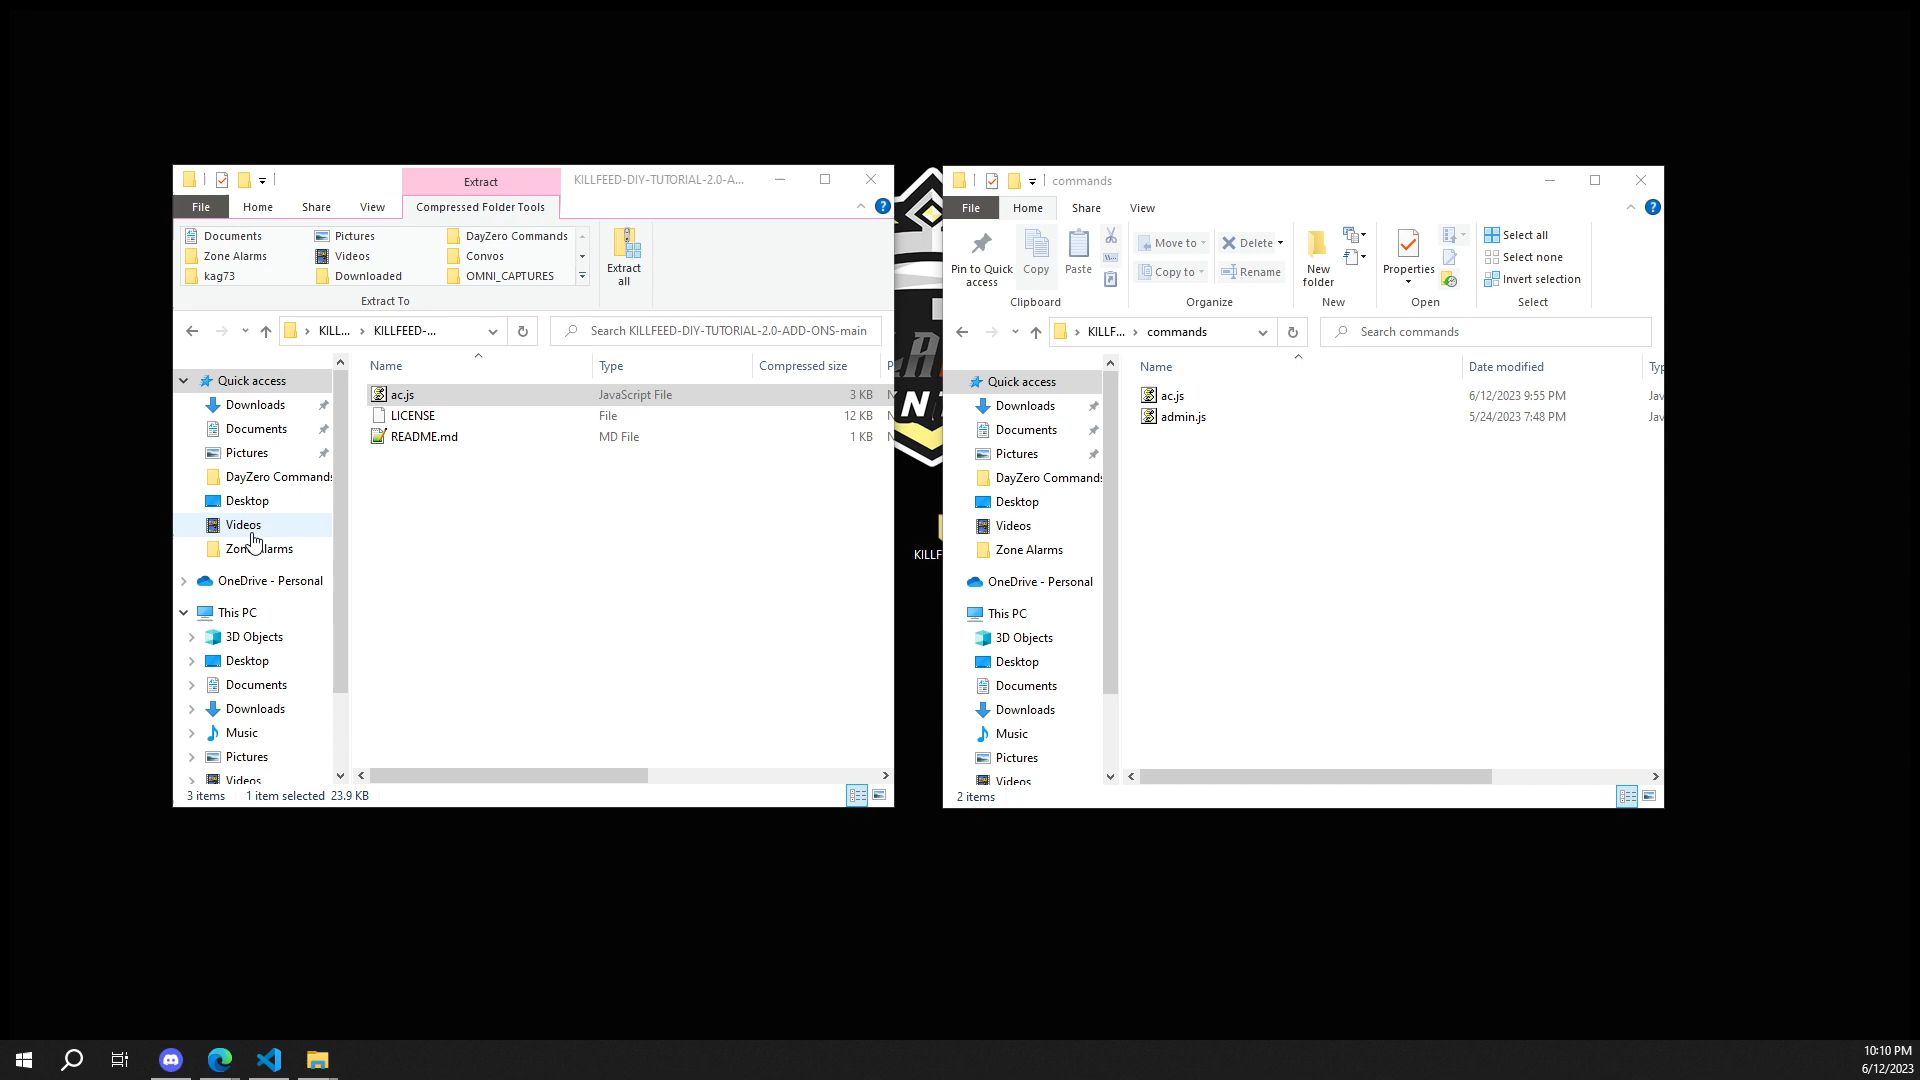 Extract
KILLFEED-DIY-TUTORIAL-2.0-A...
File
Home
Share
View
Compressed Folder Tools
Documents
Pictures
DayZero Commands
Zone Alarms
Videos
Convos
kag73
Downloaded
OMNI_CAPTURES
Extract To
Extract
all
KILL...
KILLFEED-...
Search KILLFEED-DIY-TUTORIAL-2.0-ADD-ONS-main
Name
Type
Compressed size
P
ac.js
JavaScript File
3 KB
LICENSE
File
12 KB
README.md
MD File
1 KB
Quick access
Downloads
Documents
Pictures
DayZero Commands
Desktop
Videos
Zone Alarms
OneDrive - Personal
This PC
3D Objects
Desktop
Documents
Downloads
Music
Pictures
Videos
3 items
1 item selected 23.9 KB
KILLF
commands
File
Home
Share
View
Pin to Quick
access
Copy
Paste
Clipboard
Move to
Copy to
Delete
Rename
Organize
New
folder
New
Properties
Open
Select all
Select none
Invert selection
Select
KILLF...
commands
Search commands
Name
Date modified
Typ
ac.js
6/12/2023 9:55 PM
Jav
admin.js
5/24/2023 7:48 PM
Jav
Quick access
Downloads
Documents
Pictures
DayZero Commands
Desktop
Videos
Zone Alarms
OneDrive - Personal
This PC
3D Objects
Desktop
Documents
Downloads
Music
Pictures
Videos
2 items
10:10 PM
6/12/2023